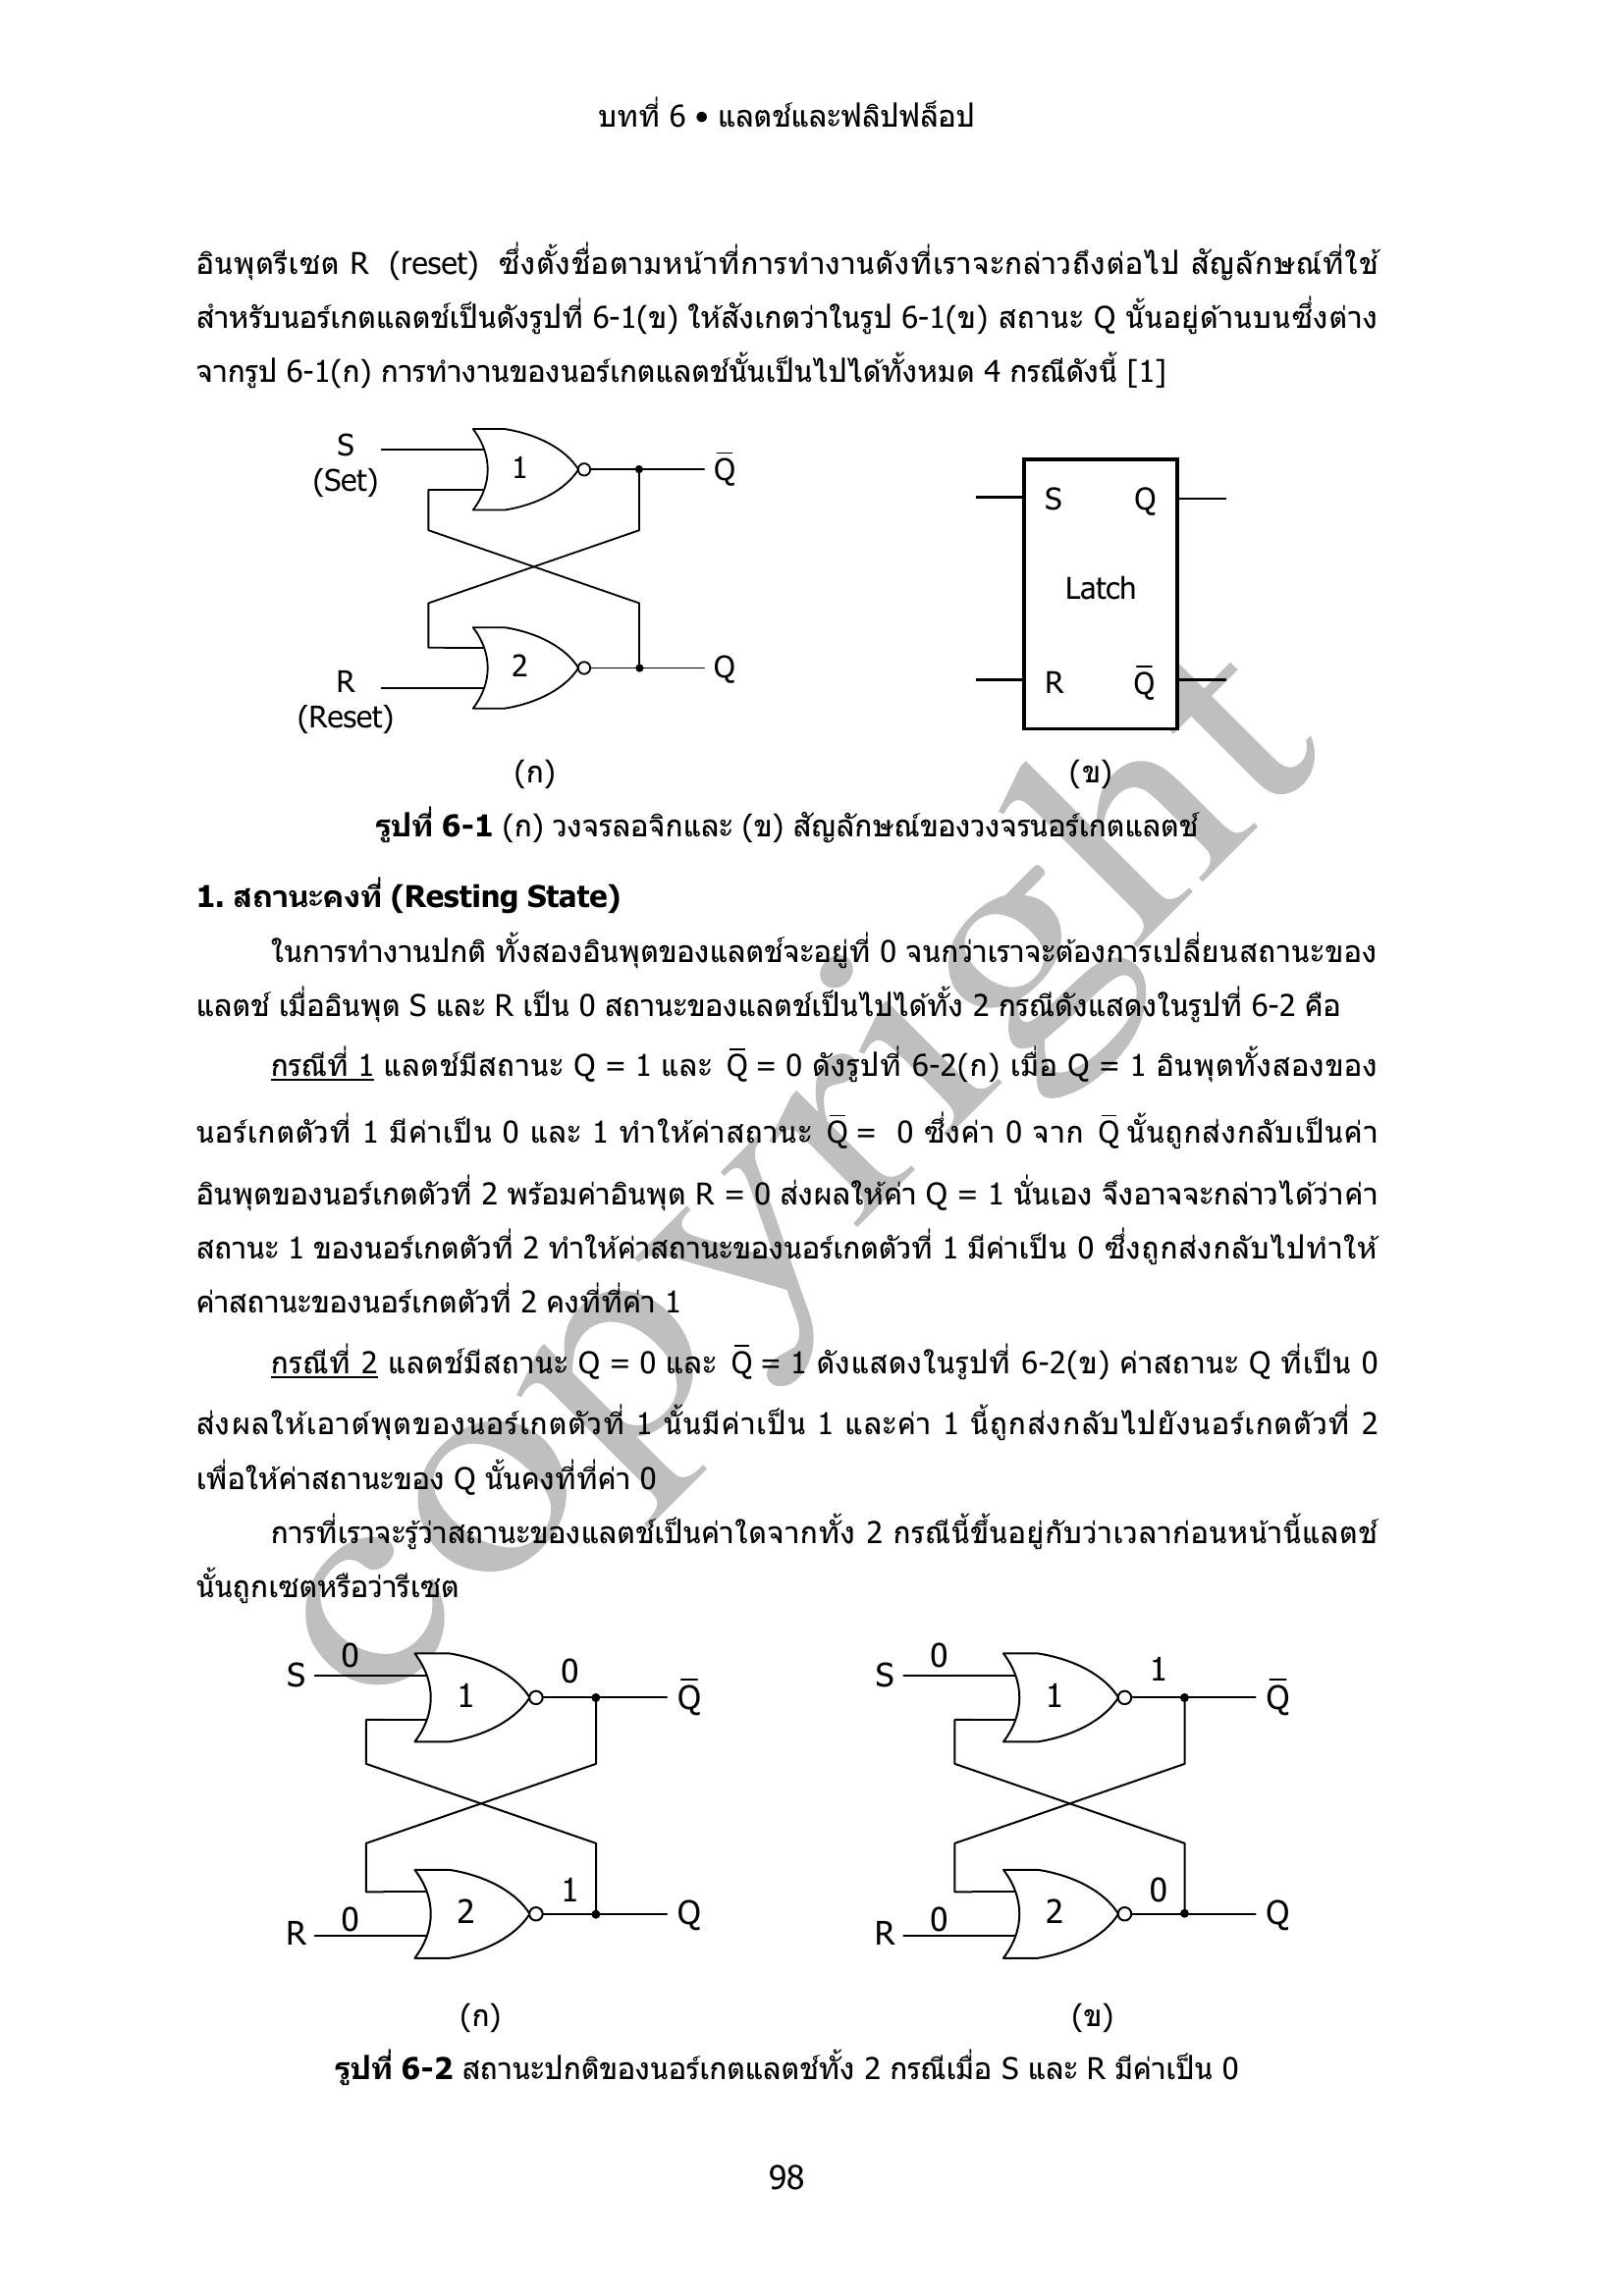 บทที่ 6 • แลตช์และฟลิปฟล็อป
อินพุตรีเซต R (reset) ซึ่งตั้งชื่อตามหน้าที่การทำงานดังที่เราจะกล่าวถึงต่อไป สัญลักษณ์ที่ใช้
สำหรับนอร์เกตแลตช์เป็นดังรูปที่ 6-1(ข) ให้สังเกตว่าในรูป 6-1(ข) สถานะ Q นั้นอยู่ด้านบนซึ่งต่าง
จากรูป 6-1(ก) การทำงานของนอร์เกตแลตช์นั้นเป็นไปได้ทั้งหมด 4 กรณีดังนี้ [1]
S
(Set)
1
Q̅
2
Q
R
(Reset)
S Q
Latch
R Q̅
(ก) (ข)
รูปที่ 6-1 (ก) วงจรลอจิกและ (ข) สัญลักษณ์ของวงจรนอร์เกตแลตช์
1. สถานะคงที่ (Resting State)
ในการทำงานปกติ ทั้งสองอินพุตของแลตช์จะอยู่ที่ 0 จนกว่าเราจะต้องการเปลี่ยนสถานะของ
แลตช์ เมื่ออินพุต S และ R เป็น 0 สถานะของแลตช์เป็นไปได้ทั้ง 2 กรณีดังแสดงในรูปที่ 6-2 คือ
กรณีที่ 1 แลตช์มีสถานะ Q = 1 และ Q̅ = 0 ดังรูปที่ 6-2(ก) เมื่อ Q = 1 อินพุตทั้งสองของ
นอร์เกตตัวที่ 1 มีค่าเป็น 0 และ 1 ทำให้ค่าสถานะ Q̅ = 0 ซึ่งค่า 0 จาก Q̅ นั้นถูกส่งกลับเป็นค่า
อินพุตของนอร์เกตตัวที่ 2 พร้อมค่าอินพุต R = 0 ส่งผลให้ค่า Q = 1 นั่นเอง จึงอาจจะกล่าวได้ว่าค่า
สถานะ 1 ของนอร์เกตตัวที่ 2 ทำให้ค่าสถานะของนอร์เกตตัวที่ 1 มีค่าเป็น 0 ซึ่งถูกส่งกลับไปทำให้
ค่าสถานะของนอร์เกตตัวที่ 2 คงที่ที่ค่า 1
กรณีที่ 2 แลตช์มีสถานะ Q = 0 และ Q̅ = 1 ดังแสดงในรูปที่ 6-2(ข) ค่าสถานะ Q ที่เป็น 0
ส่งผลให้เอาต์พุตของนอร์เกตตัวที่ 1 นั้นมีค่าเป็น 1 และค่า 1 นี้ถูกส่งกลับไปยังนอร์เกตตัวที่ 2
เพื่อให้ค่าสถานะของ Q นั้นคงที่ที่ค่า 0
การที่เราจะรู้ว่าสถานะของแลตช์เป็นค่าใดจากทั้ง 2 กรณีนี้ขึ้นอยู่กับว่าเวลาก่อนหน้านี้แลตช์
นั้นถูกเซตหรือว่ารีเซต
S 0 1 0 Q̅
R 0 2 1 Q
S 0 1 1 Q̅
R 0 2 0 Q
(ก) (ข)
รูปที่ 6-2 สถานะปกติของนอร์เกตแลตช์ทั้ง 2 กรณีเมื่อ S และ R มีค่าเป็น 0
98
copyright